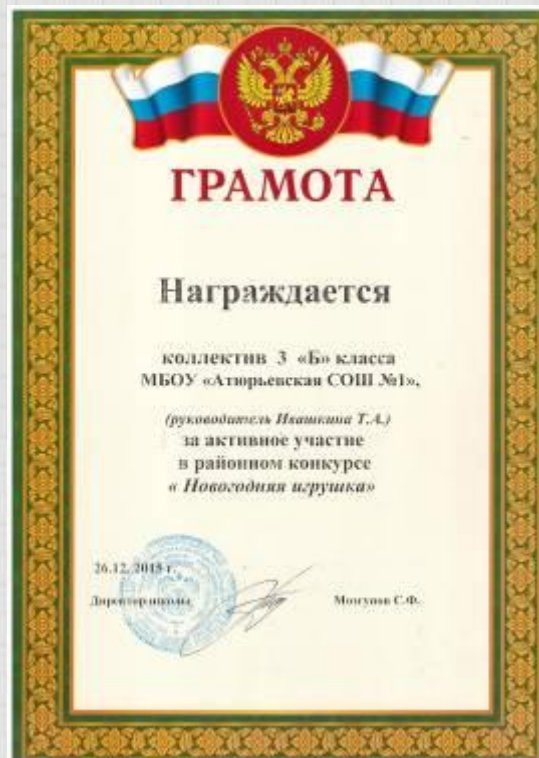 ГРАМОТА
Награждается
коллектив 3 «Б» класса
МБОУ «Атюрьевская СОШ №1»,
(руководитель Ивашкина Т.А.)
за активное участие
в районном конкурсе
« Новогодняя игрушка»
26.12.2015 г.
Директор школы
С.Ф.